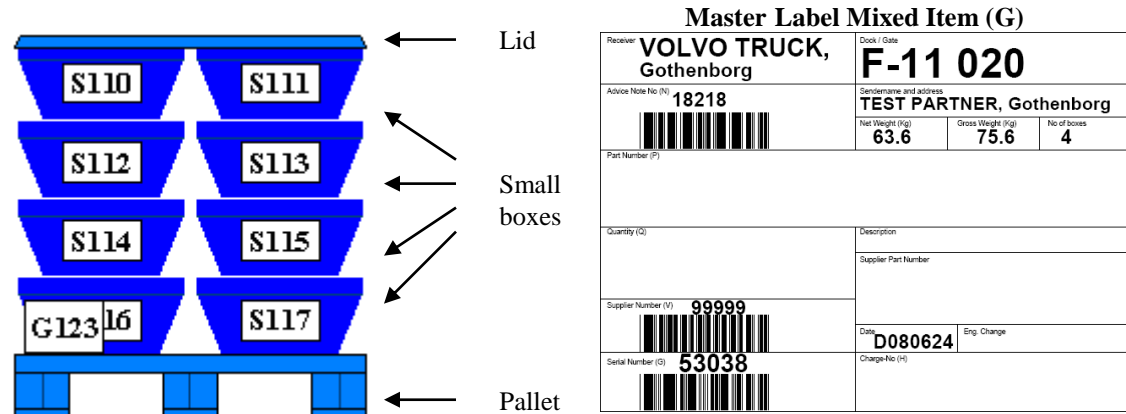 Lid
S110 S111
S112 S113
Small
boxes
S114 S115
G123 16 S117
Pallet
Master Label Mixed Item (G)
Receiver VOLVO TRUCK,
Gothenborg
Dock / Gate
F-11 020
Advice Note No (N) 18218
Sendername and address
TEST PARTNER, Gothenborg
Net Weight (Kg) Gross Weight (Kg) No of boxes
63.6 75.6 4
Part Number (P)
Quantity (Q)
Description
Supplier Part Number
Supplier Number (V) 99999
Date D080624 Eng. Change
Serial Number (G) 53038
Charge-No (H)